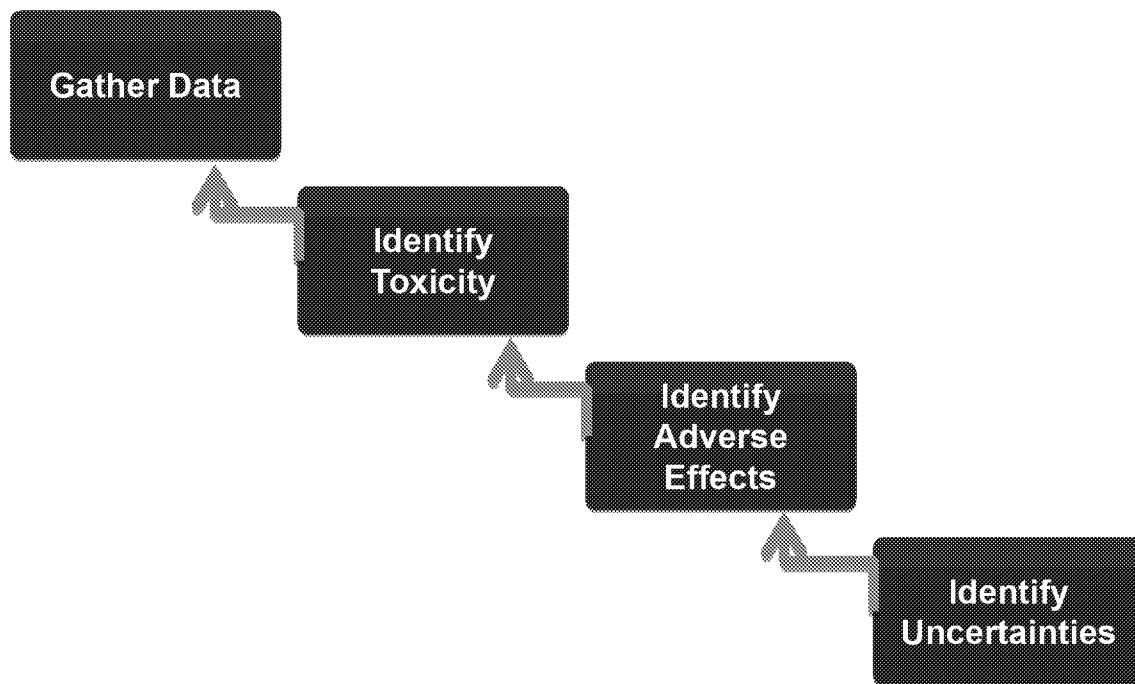 Gather Data
Identify
Toxicity
Identify
Adverse
Effects
Identify
Uncertainties